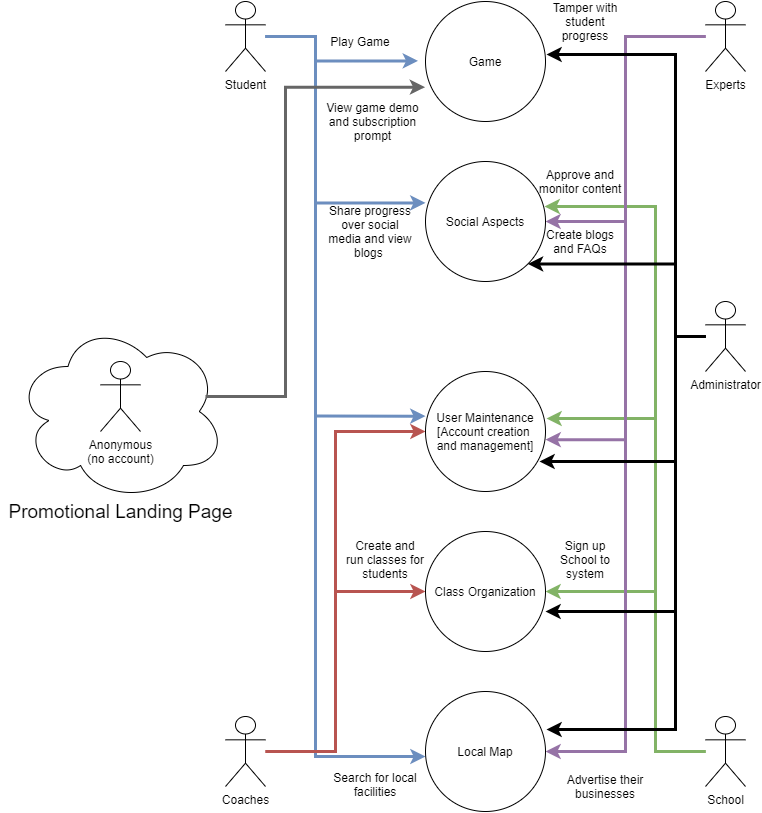 Tamper with
student
progress
Play Game
Game
Student
Experts
View game demo
and subscription
prompt
Approve and
monitor content
Share progress
over social
media and view
blogs
Social Aspects
Create blogs
and FAQs
Administrator
User Maintenance
[Account creation
and management]
Anonymous
(no account)
Promotional Landing Page
Create and
run classes for
students
Sign up
School to
system
Class Organization
Local Map
Search for local
facilities
Advertise their
businesses
Coaches
School